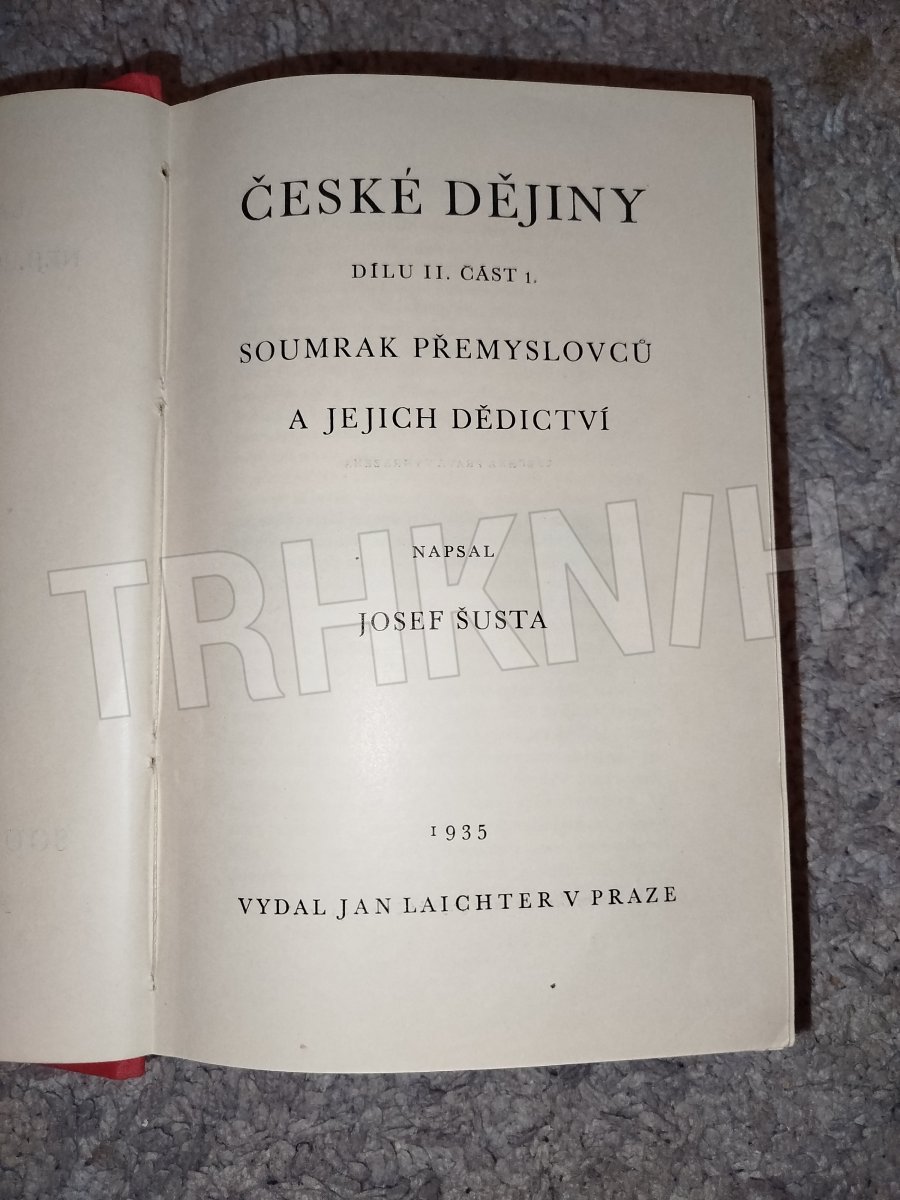 ČESKÉ DĚJINY
DÍLU II. ČÁST 1.
SOUMRAK PŘEMYSLOVCŮ
A JEJICH DĚDICTVÍ
TRHKNIH
NAPSAL
JOSEF ŠUSTA
1935
VYDAL JAN LAICHTER V PRAZE